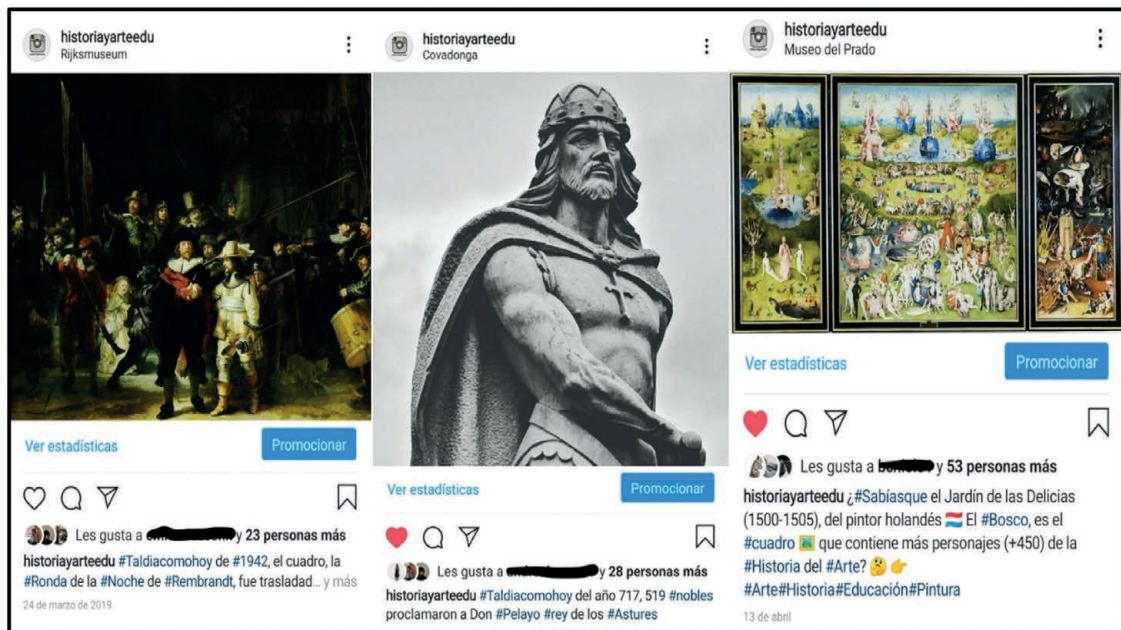 historiayarteedu
Rijksmuseum
Ver estadísticas
Promocionar
Les gusta a y 23 personas más
historiayarteedu #Taldiacomohoy de #1942, el cuadro, la
#Ronda de la #Noche de #Rembrandt, fue trasladad... y más
24 de marzo de 2019
historiayarteedu
Covadonga
Ver estadísticas
Promocionar
Les gusta a y 28 personas más
historiayarteedu #Taldiacomohoy del año 717, 519 #nobles
proclamaron a Don #Pelayo #rey de los #Astures
historiayarteedu
Museo del Prado
Ver estadísticas
Promocionar
Les gusta a y 53 personas más
historiayarteedu ¿#Sabíasque el Jardín de las Delicias
(1500-1505), del pintor holandés 🇳🇱 El #Bosco, es el
#cuadro 🖼️ que contiene más personajes (+450) de la
#Historia del #Arte? 🤔 👉
#Arte#Historia#Educación#Pintura
13 de abril